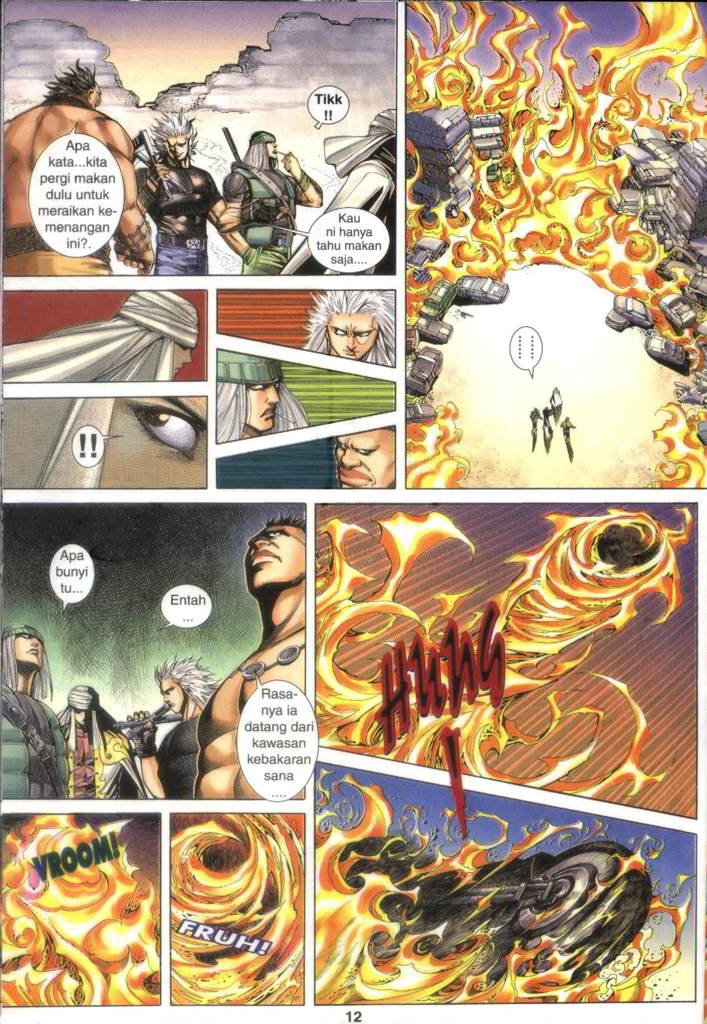 Apa
kata...kita
pergi makan
dulu untuk
meraikan ke-
menangan
ini?.
Tikk
!!
Kau
ni hanya
tahu makan
saja....
!!
Apa
bunyi
tu...
Entah
...
Rasa-
nya ia
datang dari
kawasan
kebakaran
sana
....
HUNG
!
VROOM!
FRUH!
12